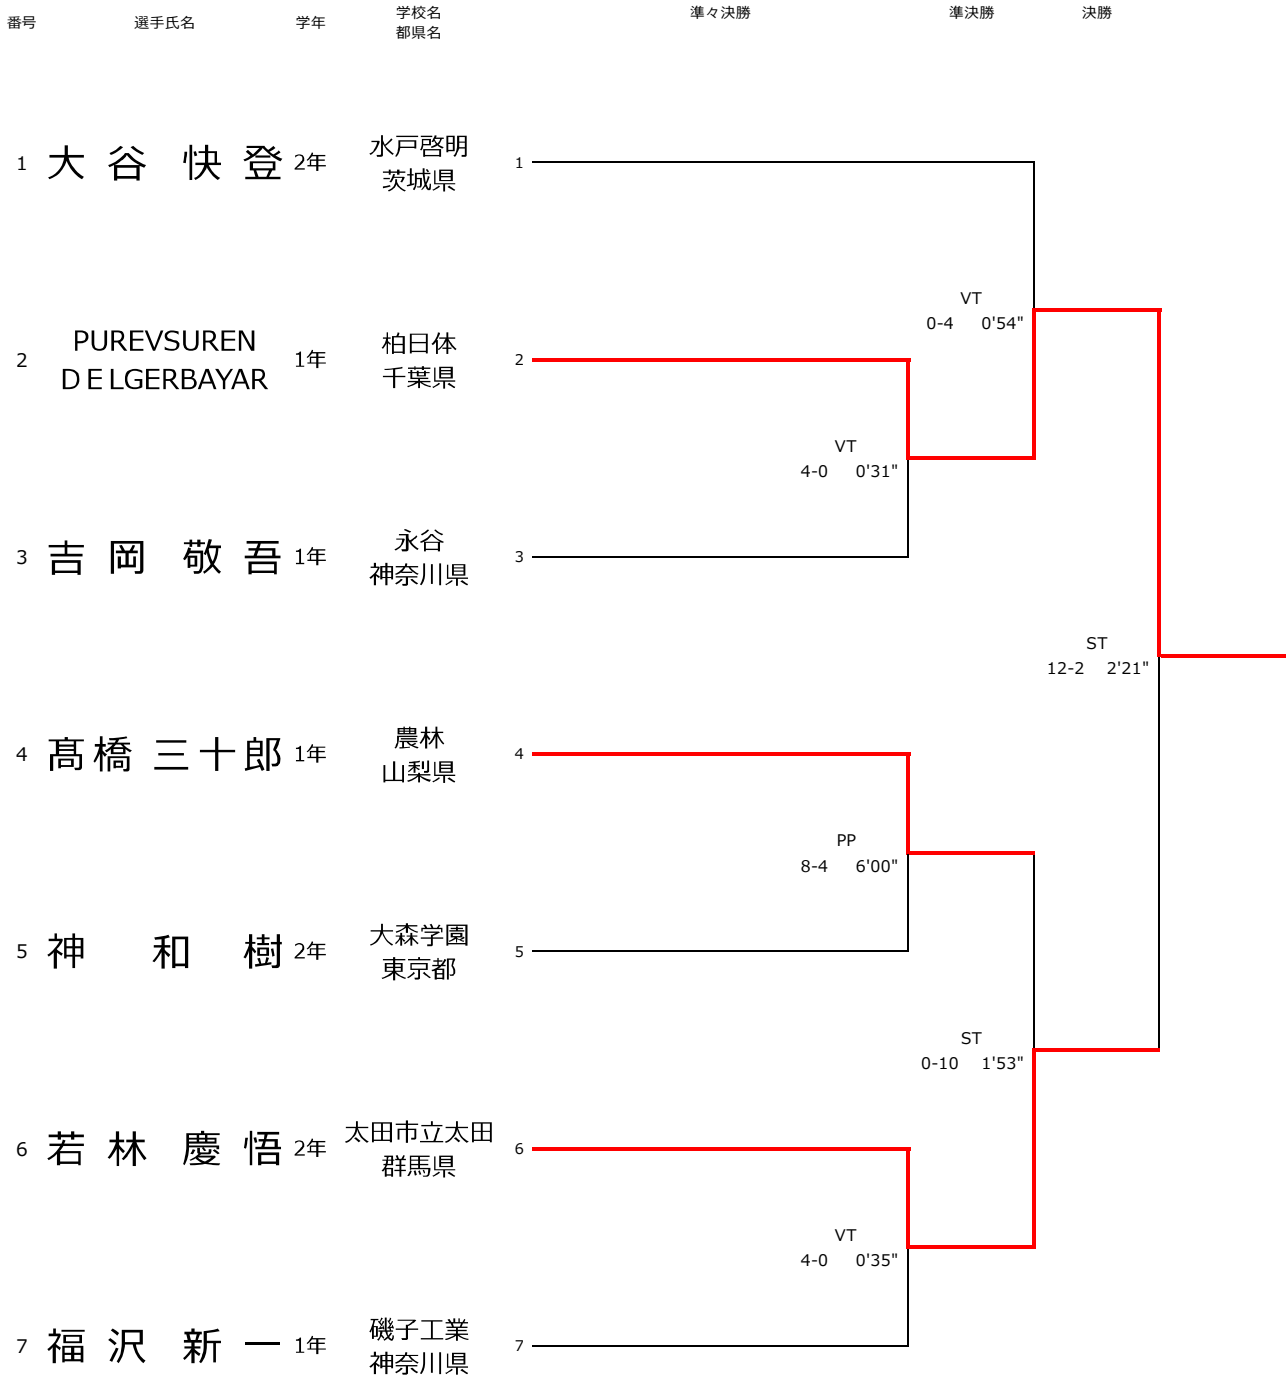 番号 選手氏名 学年 学校名 準々決勝 準決勝 決勝
都県名
1 大谷 快登 2年 水戸啓明 1
茨城県
VT
0-4 0'54"
PUREVSUREN
2 DELGERBAYAR 1年 柏日体 2
千葉県
VT
4-0 0'31"
3 吉岡 敬吾 1年 永谷 3
神奈川県
ST
12-2 2'21"
4 髙橋 三十郎 1年 農林 4
山梨県
PP
8-4 6'00"
5 神 和樹 2年 大森学園 5
東京都
ST
0-10 1'53"
6 若林 慶悟 2年 太田市立太田 6
群馬県
VT
4-0 0'35"
7 福沢 新一 1年 磯子工業 7
神奈川県